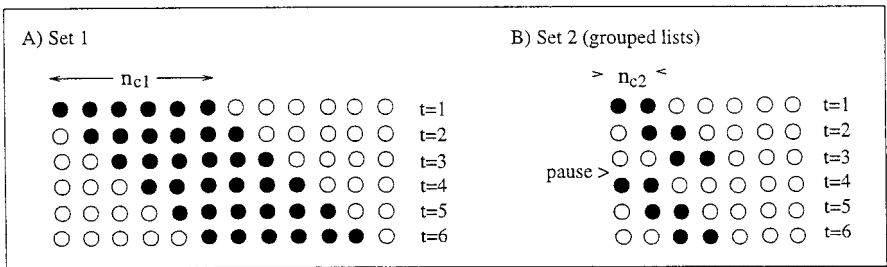 A) Set 1
n_c1
t=1
t=2
t=3
t=4
t=5
t=6
B) Set 2 (grouped lists)
> n_c2 <
t=1
t=2
t=3
pause >
t=4
t=5
t=6